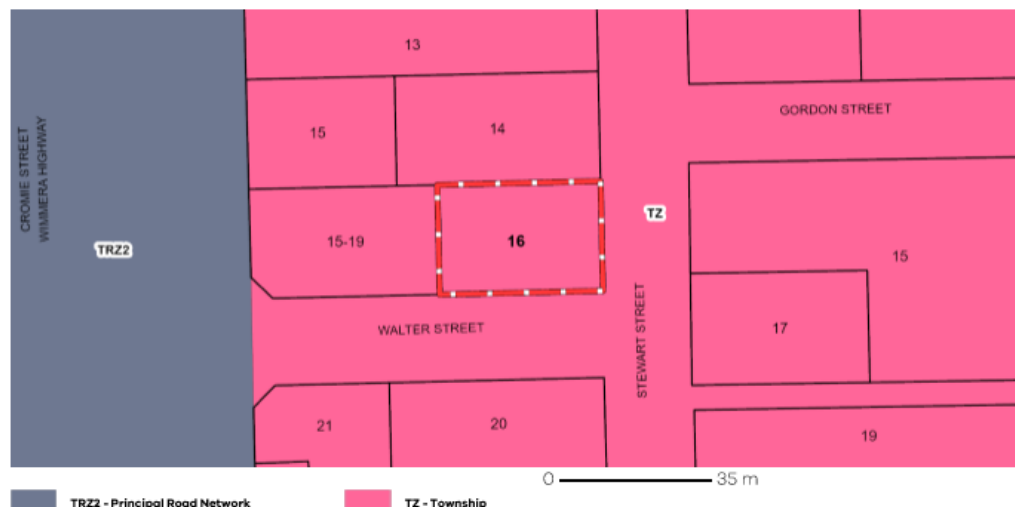 13
GORDON STREET
15
14
CROMIE STREET
WIMMERA HIGHWAY
TZ
15-19
16
TRZ2
15
STEWART STREET
WALTER STREET
17
21
20
19
0 35 m
TRZ2 - Principal Road Network
TZ - Township